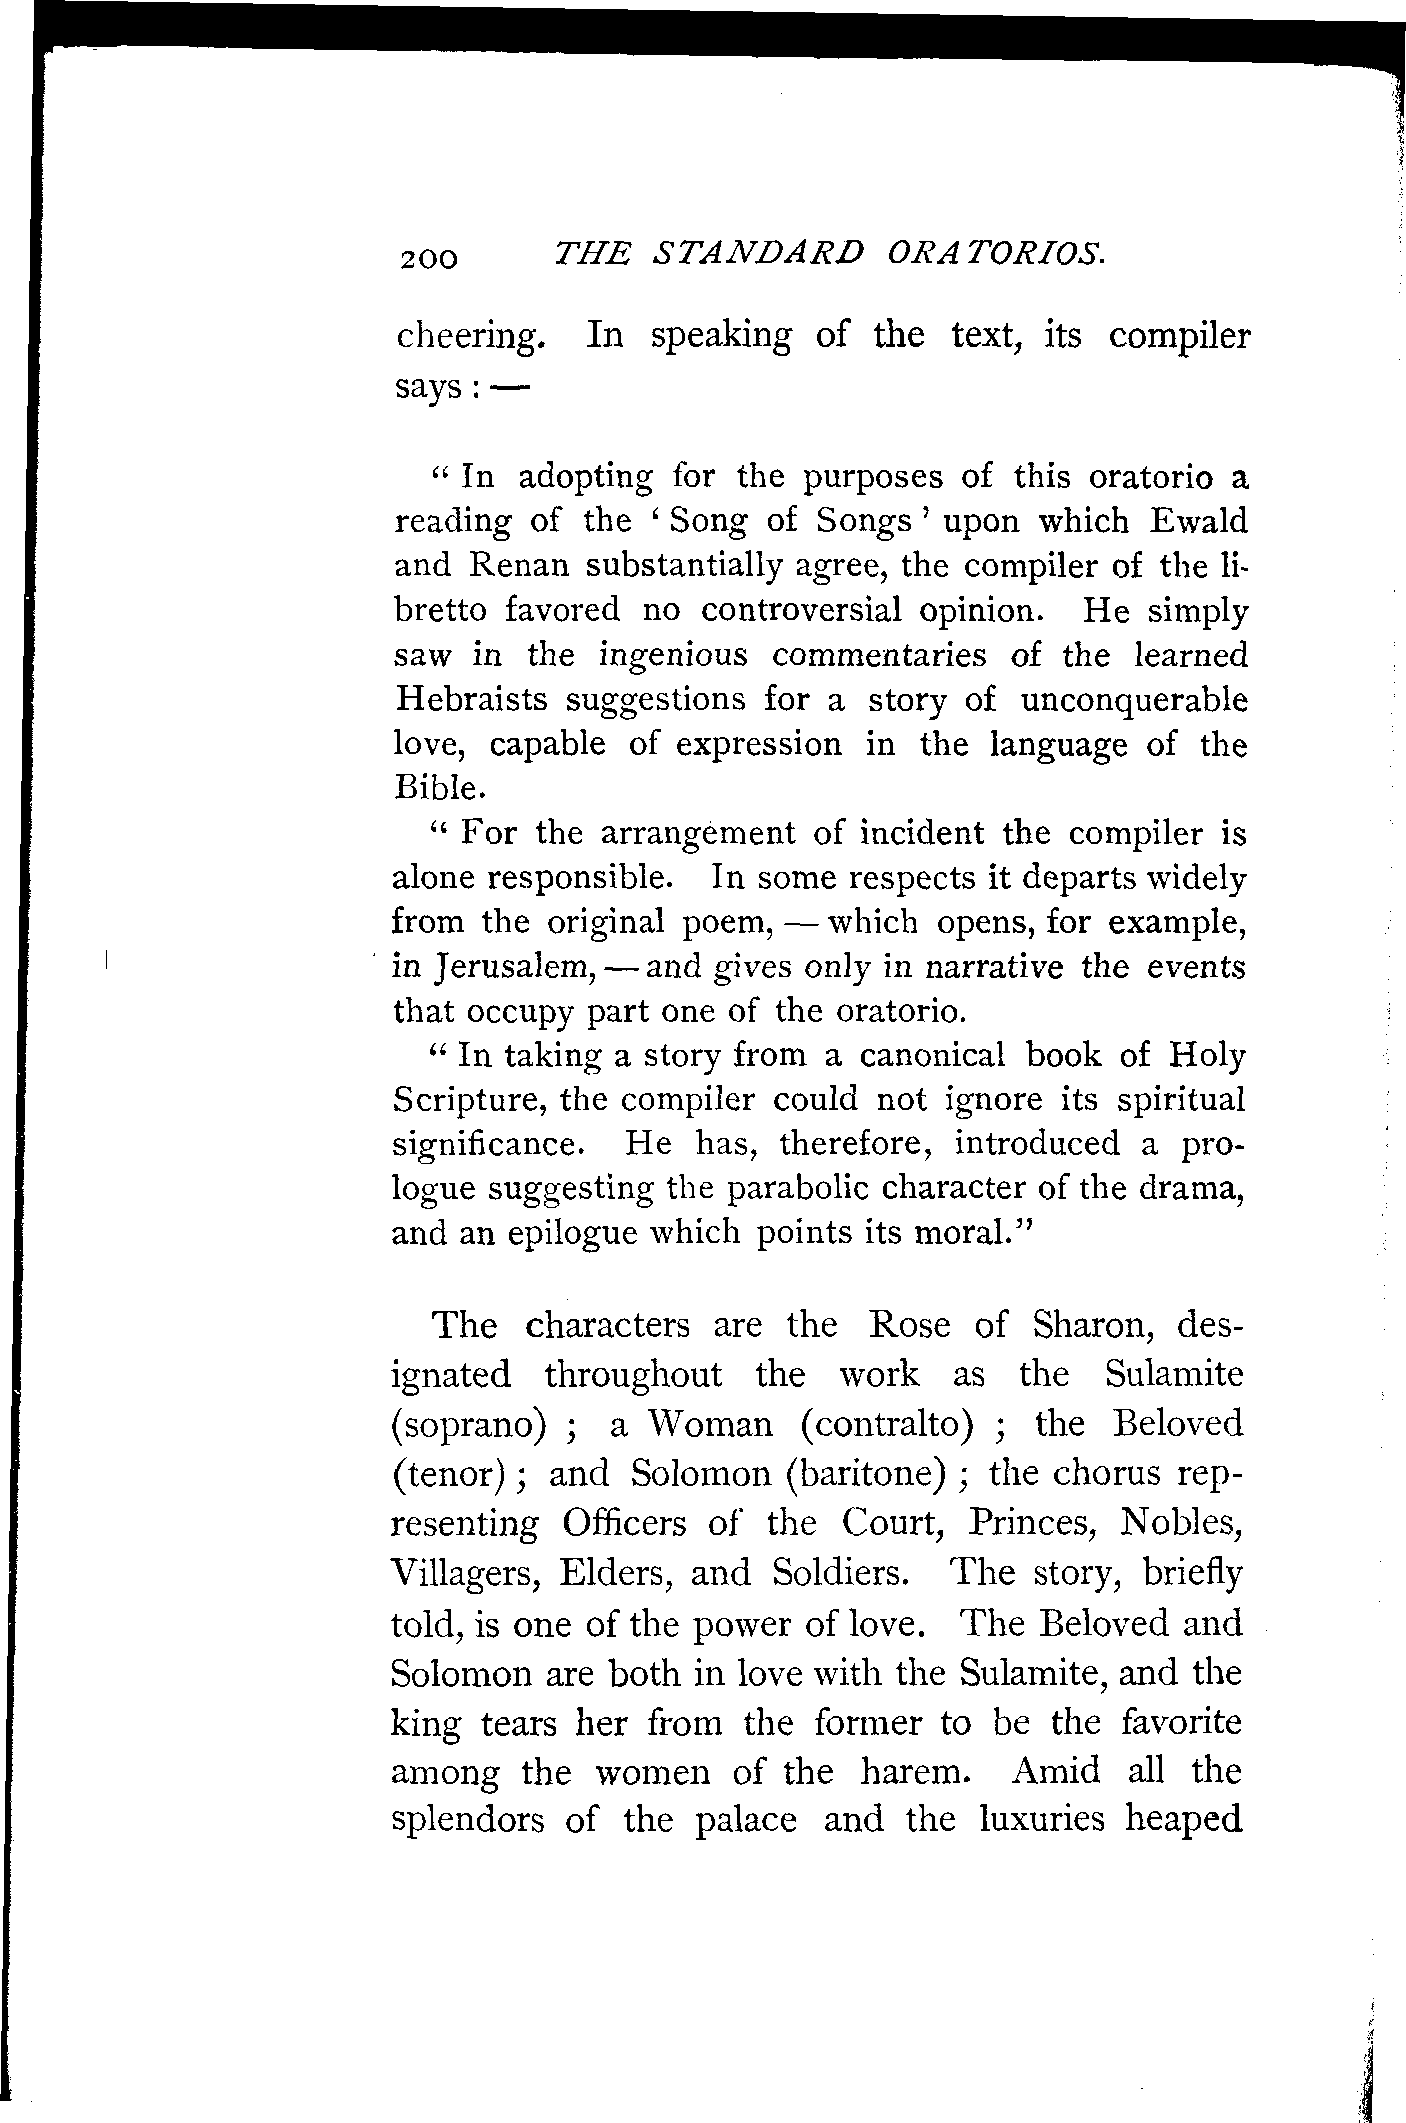 200 THE STANDARD ORATORIOS.
cheering. In speaking of the text, its compiler
says : —
“ In adopting for the purposes of this oratorio a
reading of the ‘ Song of Songs ’ upon which Ewald
and Renan substantially agree, the compiler of the li-
bretto favored no controversial opinion. He simply
saw in the ingenious commentaries of the learned
Hebraists suggestions for a story of unconquerable
love, capable of expression in the language of the
Bible.
“ For the arrangement of incident the compiler is
alone responsible. In some respects it departs widely
from the original poem, — which opens, for example,
in Jerusalem, — and gives only in narrative the events
that occupy part one of the oratorio.
“ In taking a story from a canonical book of Holy
Scripture, the compiler could not ignore its spiritual
significance. He has, therefore, introduced a pro-
logue suggesting the parabolic character of the drama,
and an epilogue which points its moral.”
The characters are the Rose of Sharon, des-
ignated throughout the work as the Sulamite
(soprano) ; a Woman (contralto) ; the Beloved
(tenor) ; and Solomon (baritone) ; the chorus rep-
resenting Officers of the Court, Princes, Nobles,
Villagers, Elders, and Soldiers. The story, briefly
told, is one of the power of love. The Beloved and
Solomon are both in love with the Sulamite, and the
king tears her from the former to be the favorite
among the women of the harem. Amid all the
splendors of the palace and the luxuries heaped